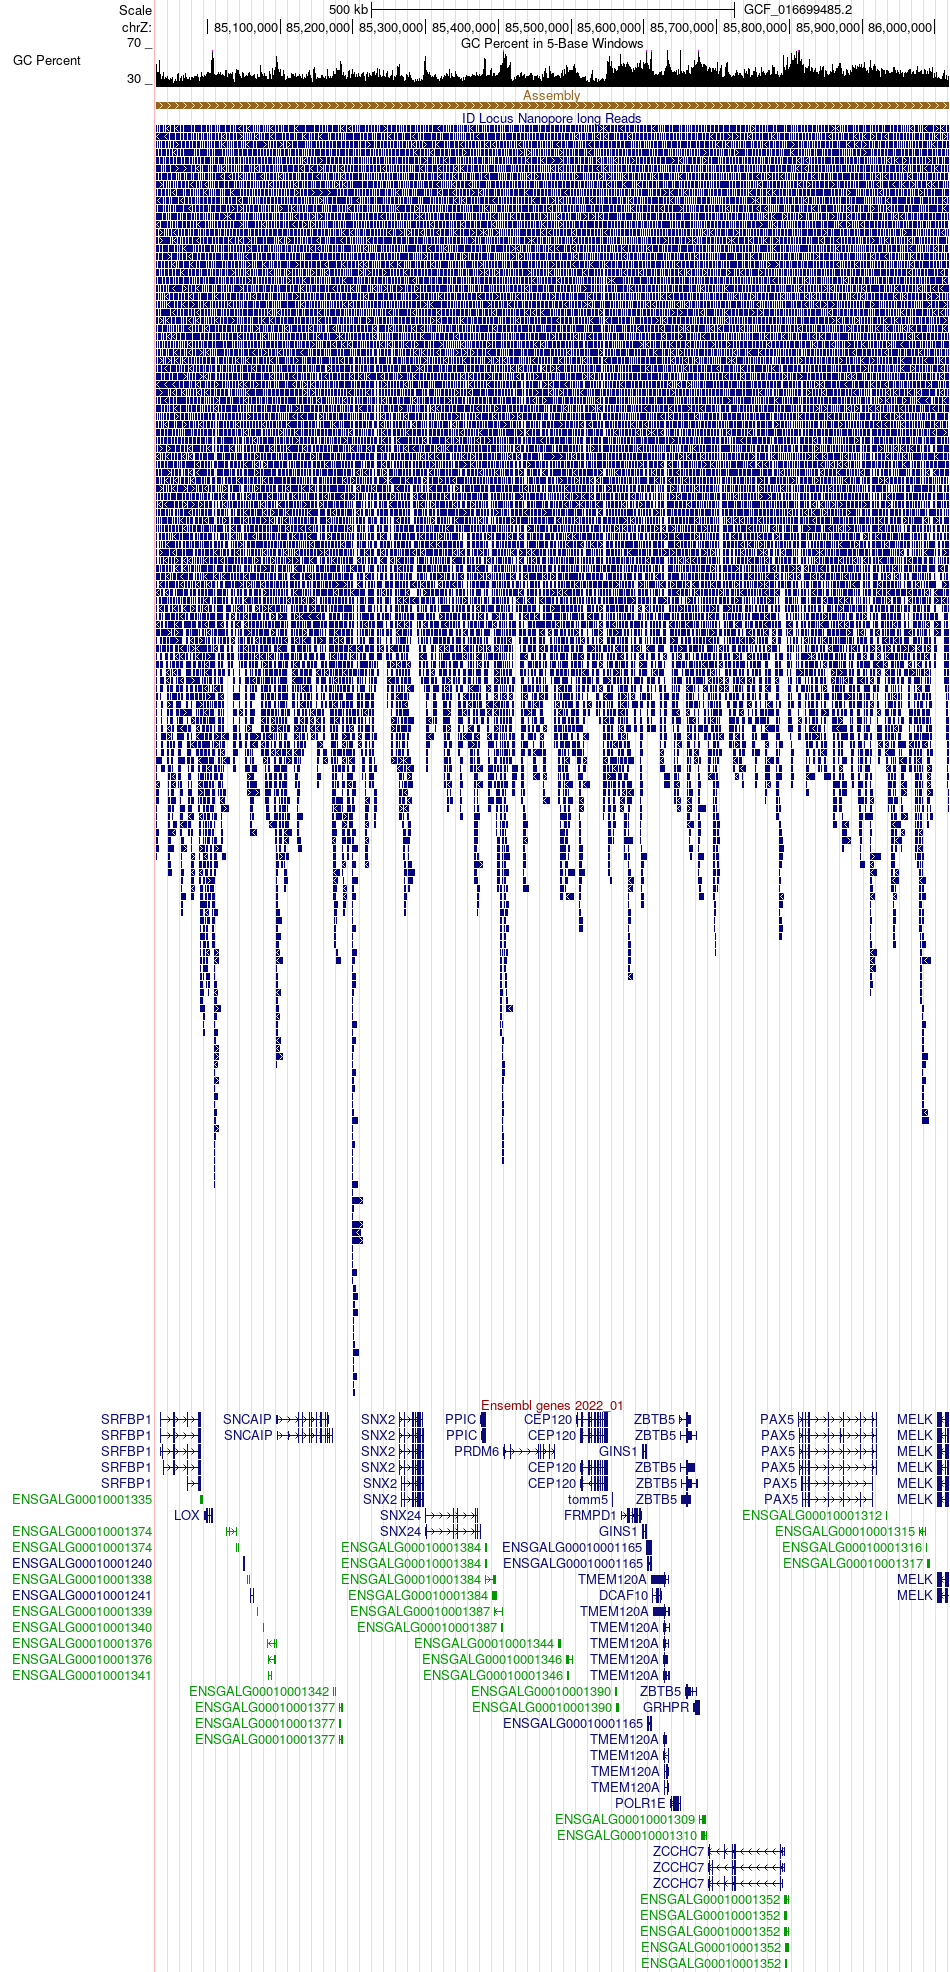 Scale 500 kb GCF_016699485.2
chrZ: 85,100,000 85,200,000 85,300,000 85,400,000 85,500,000 85,600,000 85,700,000 85,800,000 85,900,000 86,000,000
70 _ GC Percent in 5-Base Windows
GC Percent
30 _
Assembly
ID Locus Nanopore long Reads
Ensembl genes 2022_01
SRFBP1 SNCAIP SNX2 PPIC CEP120 ZBTB5 PAX5 MELK
SRFBP1 SNCAIP SNX2 PPIC CEP120 ZBTB5 PAX5 MELK
SRFBP1 SNX2 PRDM6 GINS1 PAX5 MELK
SRFBP1 SNX2 CEP120 ZBTB5 PAX5 MELK
SRFBP1 SNX2 CEP120 ZBTB5 PAX5 MELK
ENSGALG00010001335 SNX2 tomm5 ZBTB5 PAX5 MELK
LOX SNX24 FRMPD1 ENSGALG00010001312
ENSGALG00010001374 SNX24 GINS1 ENSGALG00010001315
ENSGALG00010001374 ENSGALG00010001384 ENSGALG00010001165 ENSGALG00010001316
ENSGALG00010001240 ENSGALG00010001384 ENSGALG00010001165 ENSGALG00010001317
ENSGALG00010001338 ENSGALG00010001384 TMEM120A MELK
ENSGALG00010001241 ENSGALG00010001384 DCAF10 MELK
ENSGALG00010001339 ENSGALG00010001387 TMEM120A
ENSGALG00010001340 ENSGALG00010001387 TMEM120A
ENSGALG00010001376 ENSGALG00010001344 TMEM120A
ENSGALG00010001376 ENSGALG00010001346 TMEM120A
ENSGALG00010001341 ENSGALG00010001346 TMEM120A
ENSGALG00010001342 ENSGALG00010001390 ZBTB5
ENSGALG00010001377 ENSGALG00010001390 GRHPR
ENSGALG00010001377 ENSGALG00010001165
ENSGALG00010001377 TMEM120A
TMEM120A
TMEM120A
TMEM120A
POLR1E
ENSGALG00010001309
ENSGALG00010001310
ZCCHC7
ZCCHC7
ZCCHC7
ENSGALG00010001352
ENSGALG00010001352
ENSGALG00010001352
ENSGALG00010001352
ENSGALG00010001352